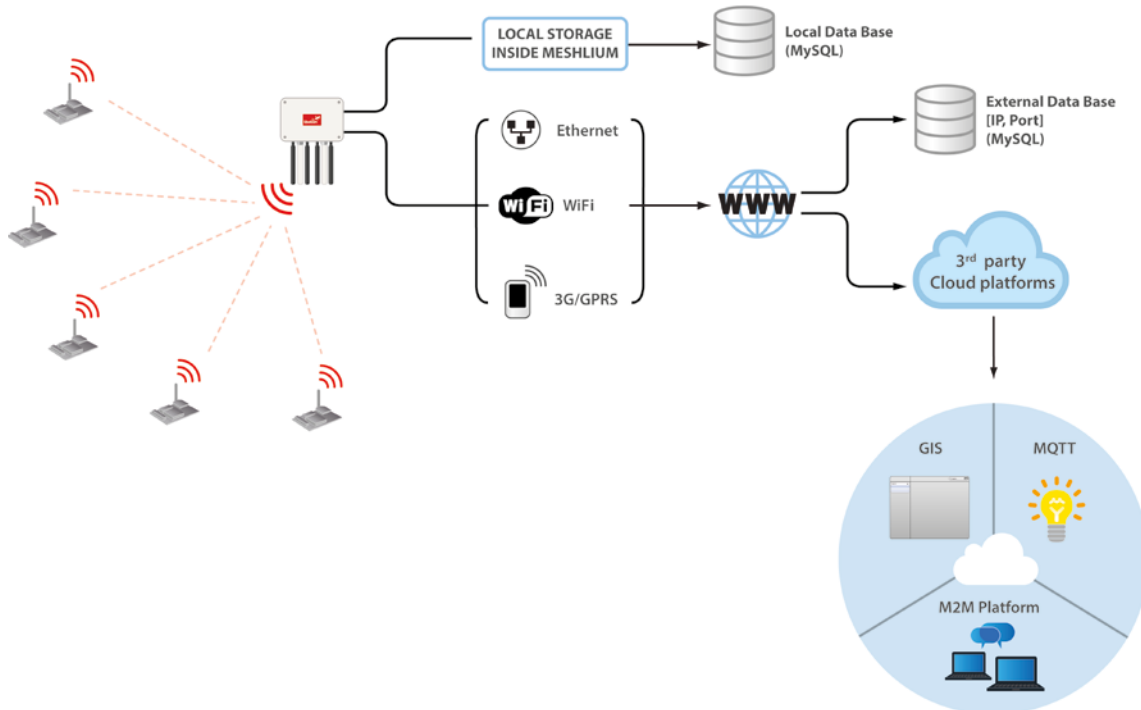 LOCAL STORAGE
INSIDE MESHLIUM
Local Data Base
(MySQL)
Ethernet
WiFi
WiFi
3G/GPRS
WWW
External Data Base
[IP, Port]
(MySQL)
3rd party
Cloud platforms
GIS
MQTT
M2M Platform